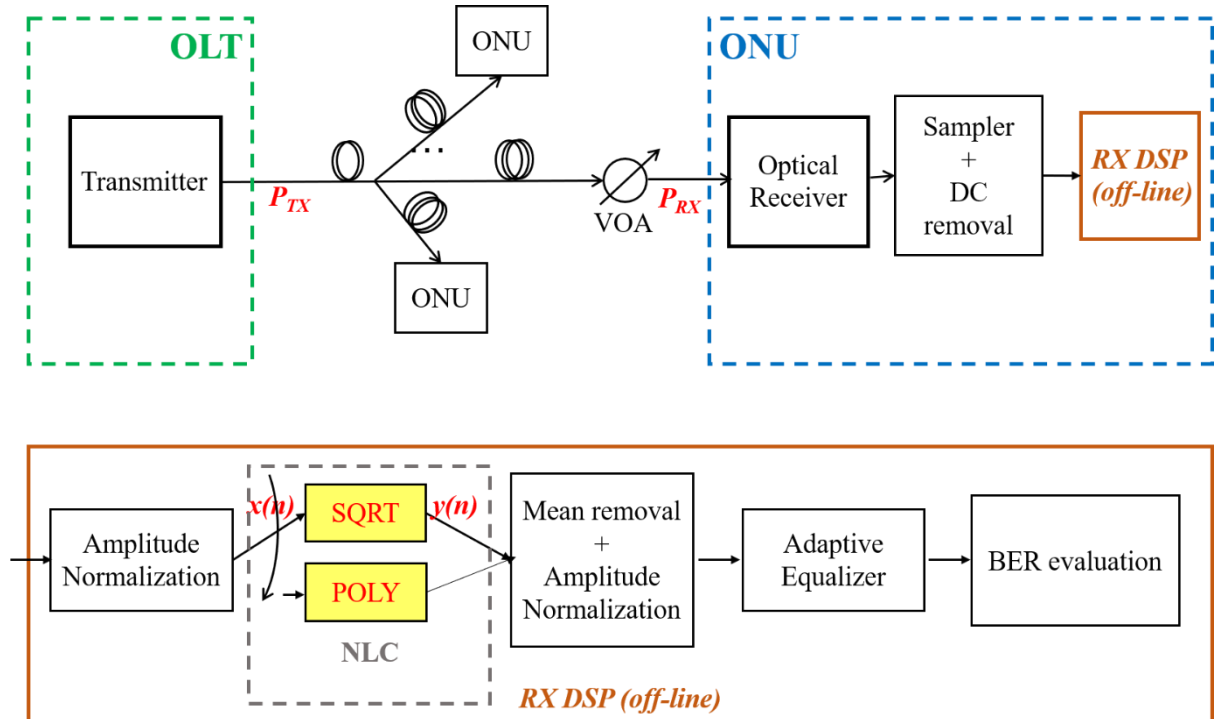 OLT
ONU
ONU
Transmitter
P_TX
...
VOA
P_RX
Optical
Receiver
Sampler
+
DC
removal
RX DSP
(off-line)
ONU
Amplitude
Normalization
x(n)
SQRT
y(n)
POLY
NLC
Mean removal
+
Amplitude
Normalization
Adaptive
Equalizer
BER evaluation
RX DSP (off-line)